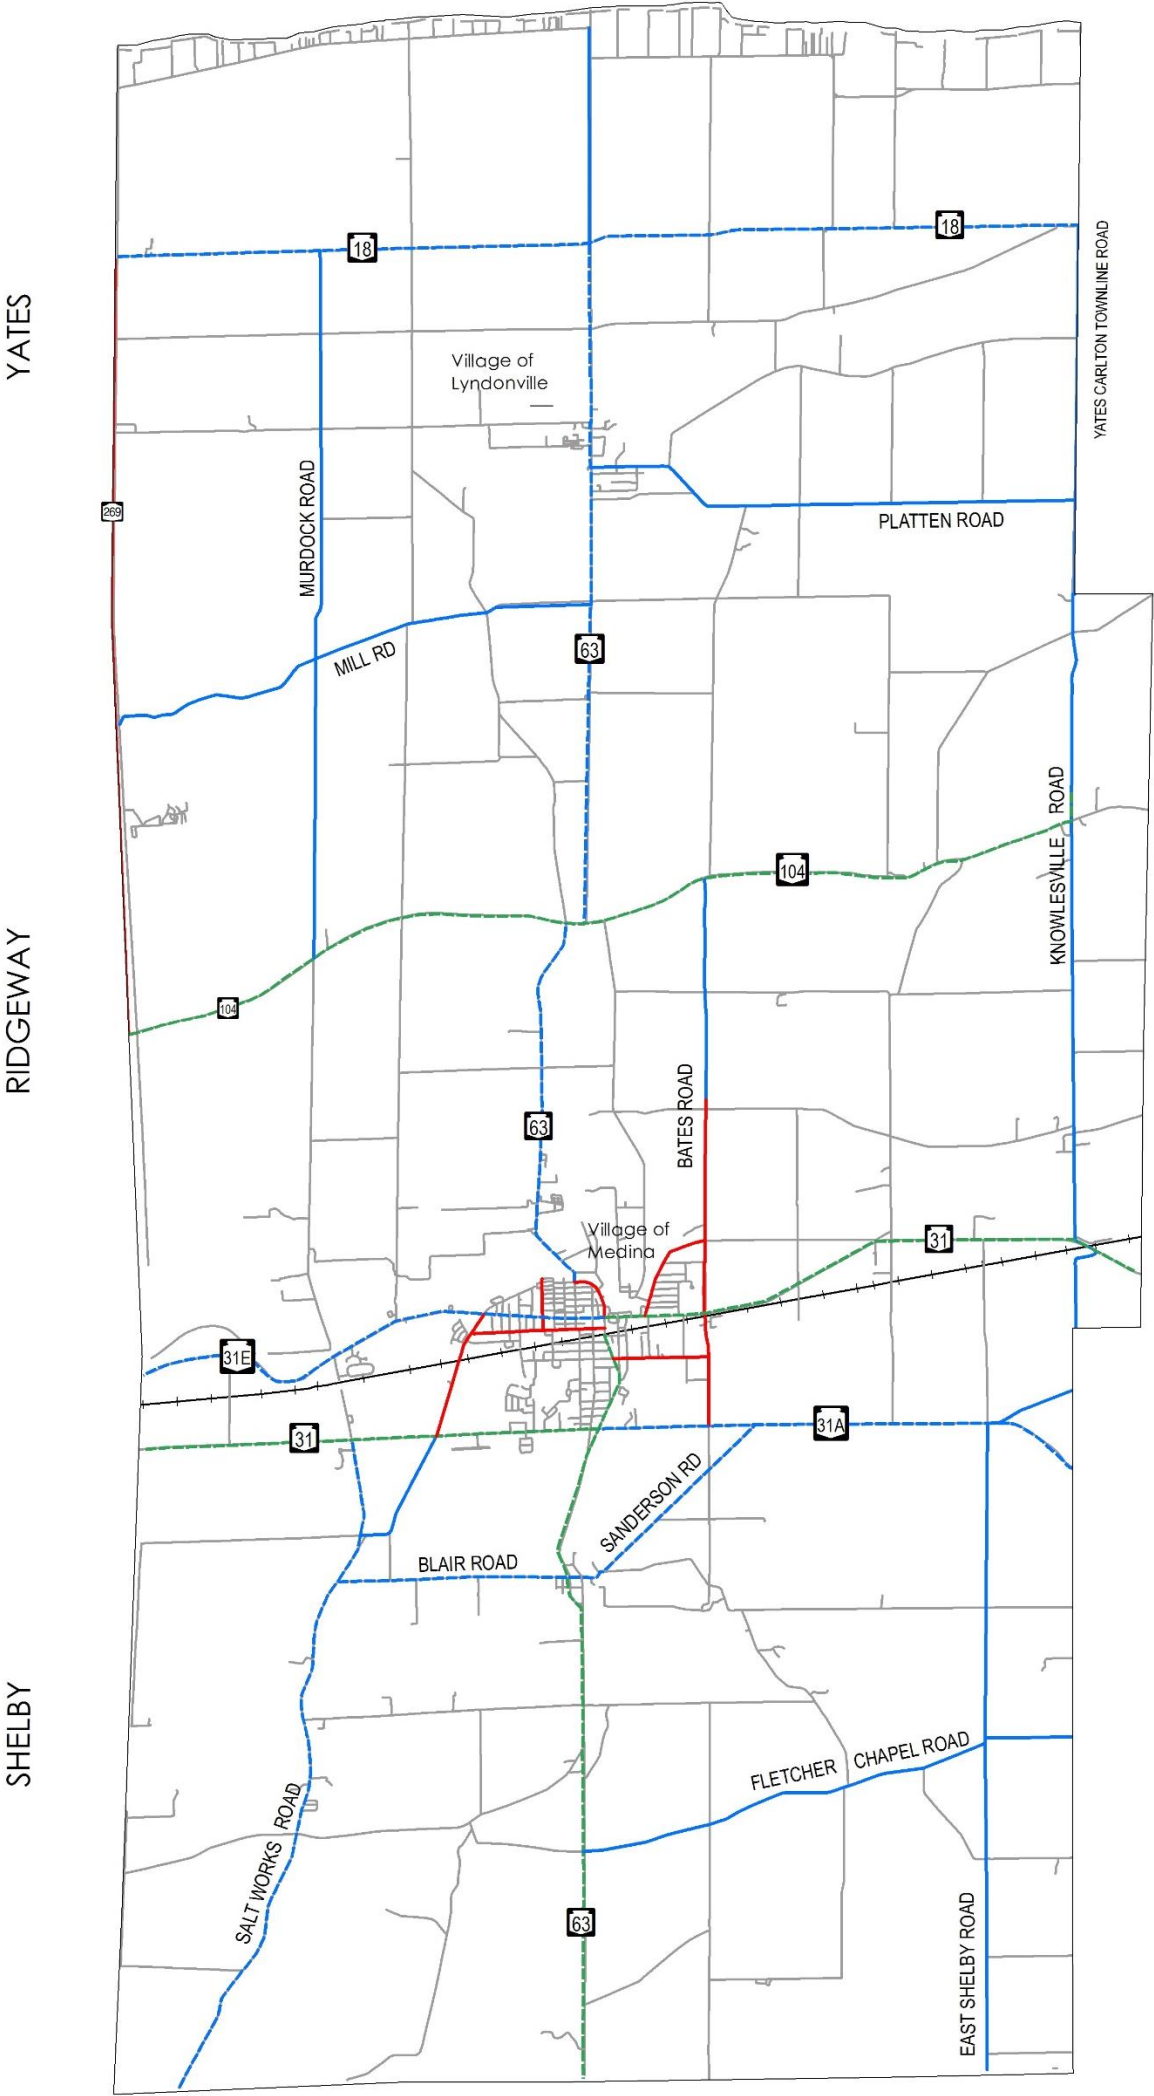 YATES
18
18
YATES CARLTON TOWNLINE ROAD
Village of
Lyndonville
MURDOCK ROAD
269
PLATTEN ROAD
MILL RD
63
KNOWLESVILLE ROAD
104
RIDGEWAY
104
BATES ROAD
63
Village of
Medina
31
31E
31
31A
SANDERSON RD
BLAIR ROAD
SHELBY
FLETCHER CHAPEL ROAD
SALT WORKS ROAD
63
EAST SHELBY ROAD